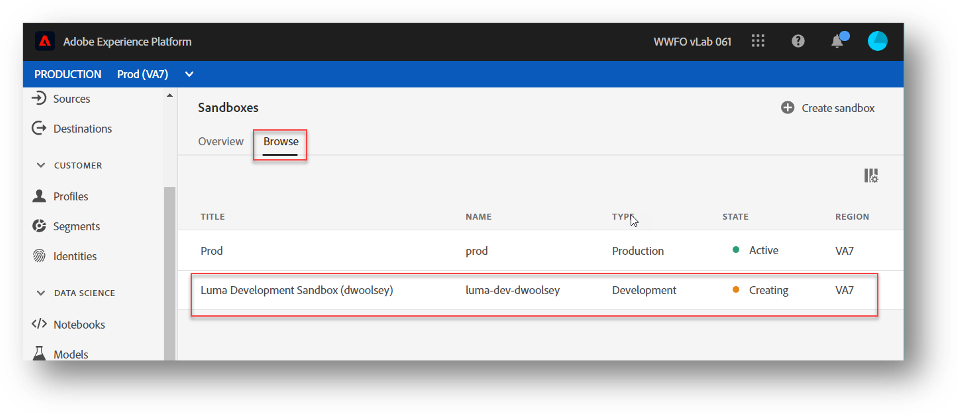 Adobe Experience Platform
WWFO vLab 061
PRODUCTION Prod (VA7)
Sources
Destinations
CUSTOMER
Profiles
Segments
Identities
DATA SCIENCE
Notebooks
Models
Sandboxes
Create sandbox
Overview Browse
TITLE NAME TYPE STATE REGION
Prod prod Production Active VA7
Luma Development Sandbox (dwoolsey) luma-dev-dwoolsey Development Creating VA7